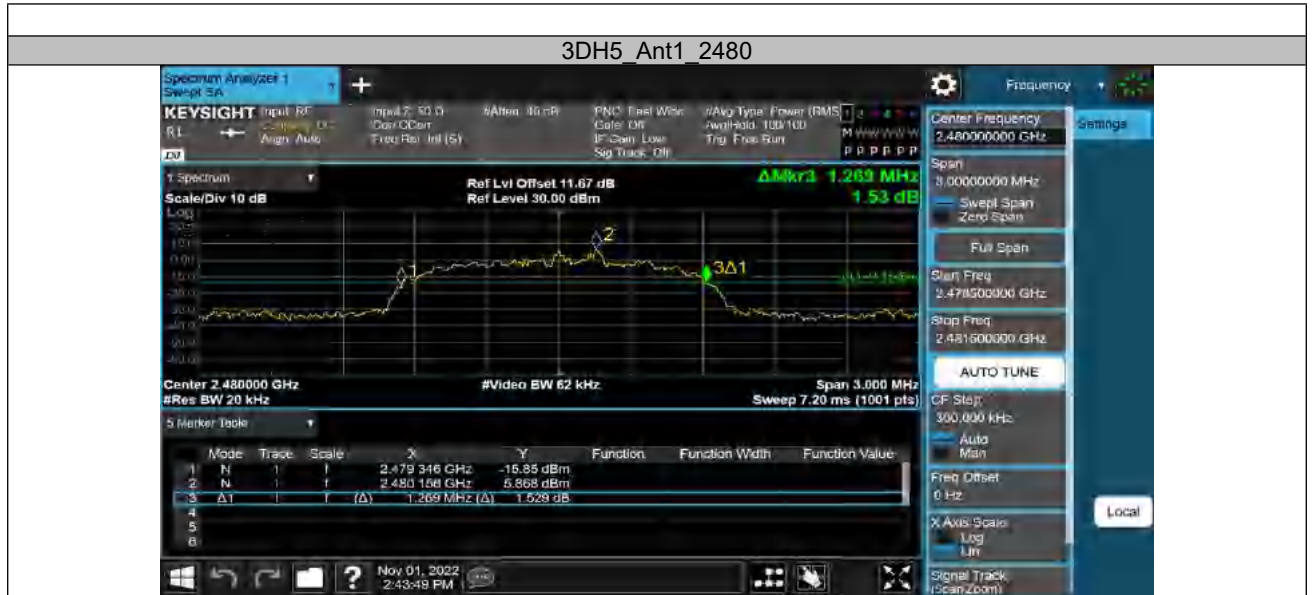 3DH5_Ant1_2480
Spectrum Analyzer 1
Swept SA
+
Frequency
KEYSIGHT Input: RF
RL
Align: Auto
#Atten: 40 dB
PNO: Best Wide
Gate: Off
IF Gain: Low
Sig Track: Off
#Avg Type: Power (RMS
Avg|Hold: 100/100
Trig: Free Run
M W W W W W
P P P P P P
1 Spectrum
Scale/Div 10 dB
Ref Lvl Offset 11.67 dB
Ref Level 30.00 dBm
ΔMkr3 1.269 MHz
1.53 dB
Log
1
2
3Δ1
Center 2.480000 GHz
#Video BW 62 kHz
Span 3.000 MHz
#Res BW 20 kHz
Sweep 7.20 ms (1001 pts)
5 Marker Table
Mode Trace Scale X Y Function Function Width Function Value
1 N 1 f 2.479 346 GHz -15.85 dBm
2 N 1 f 2.480 156 GHz 5.868 dBm
3 Δ1 1 f (Δ) 1.269 MHz (Δ) 1.529 dB
4
5
6
Nov 01, 2022
2:43:49 PM
Center Frequency
2.480000000 GHz
Settings
Span
3.00000000 MHz
Swept Span
Zero Span
Full Span
Start Freq
2.478500000 GHz
Stop Freq
2.481500000 GHz
AUTO TUNE
CF Step
300.000 kHz
Auto
Man
Freq Offset
0 Hz
X Axis Scale
Log
Lin
Local
Signal Track
(Span Zoom)